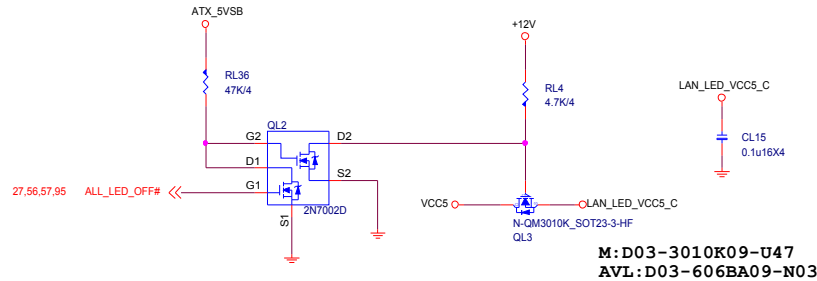 ATX_5VSB
+12V
RL36
47K/4
RL4
4.7K/4
LAN_LED_VCC5_C
CL15
0.1u16X4
QL2
G2
D2
D1
S2
G1
S1
2N7002D
27,56,57,95 ALL_LED_OFF#
VCC5
LAN_LED_VCC5_C
N-QM3010K_SOT23-3-HF
QL3
M:D03-3010K09-U47
AVL:D03-606BA09-N03